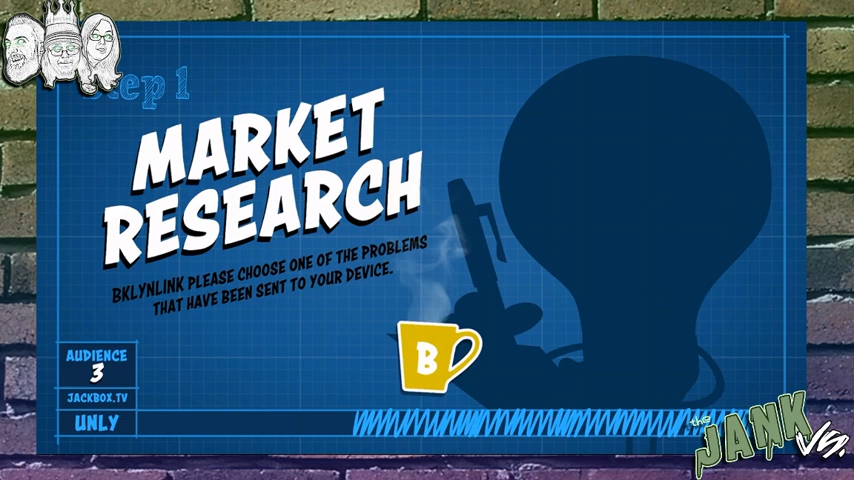 Step 1
MARKET
RESEARCH
BKLYNLINK PLEASE CHOOSE ONE OF THE PROBLEMS
THAT HAVE BEEN SENT TO YOUR DEVICE.
B
AUDIENCE
3
JACKBOX.TV
UNLY
the
JANK
VS.